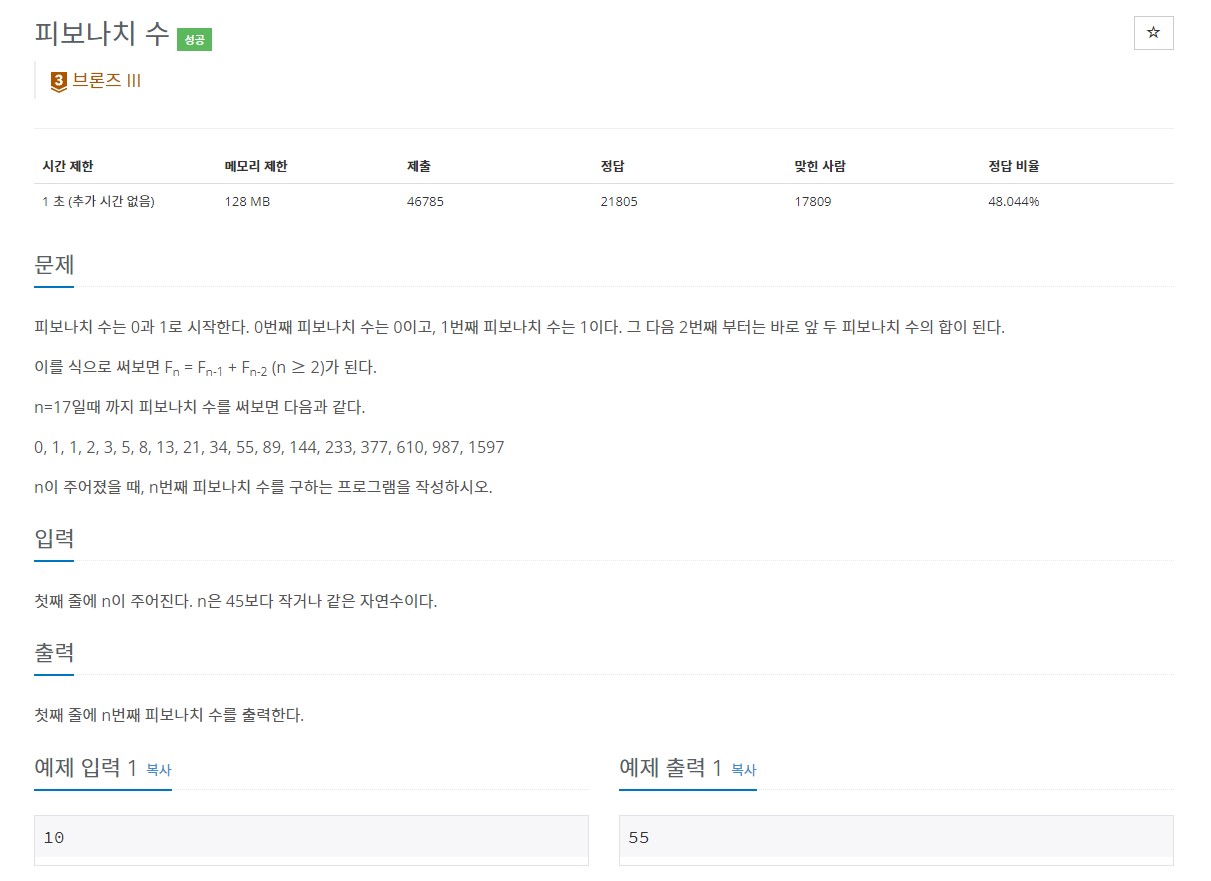 피보나치 수 성공
☆
3 브론즈 III
시간 제한 메모리 제한 제출 정답 맞힌 사람 정답 비율
1 초 (추가 시간 없음) 128 MB 46785 21805 17809 48.044%
문제
피보나치 수는 0과 1로 시작한다. 0번째 피보나치 수는 0이고, 1번째 피보나치 수는 1이다. 그 다음 2번째 부터는 바로 앞 두 피보나치 수의 합이 된다.
이를 식으로 써보면 Fn = Fn-1 + Fn-2 (n ≥ 2)가 된다.
n=17일때 까지 피보나치 수를 써보면 다음과 같다.
0, 1, 1, 2, 3, 5, 8, 13, 21, 34, 55, 89, 144, 233, 377, 610, 987, 1597
n이 주어졌을 때, n번째 피보나치 수를 구하는 프로그램을 작성하시오.
입력
첫째 줄에 n이 주어진다. n은 45보다 작거나 같은 자연수이다.
출력
첫째 줄에 n번째 피보나치 수를 출력한다.
예제 입력 1 복사
10
예제 출력 1 복사
55